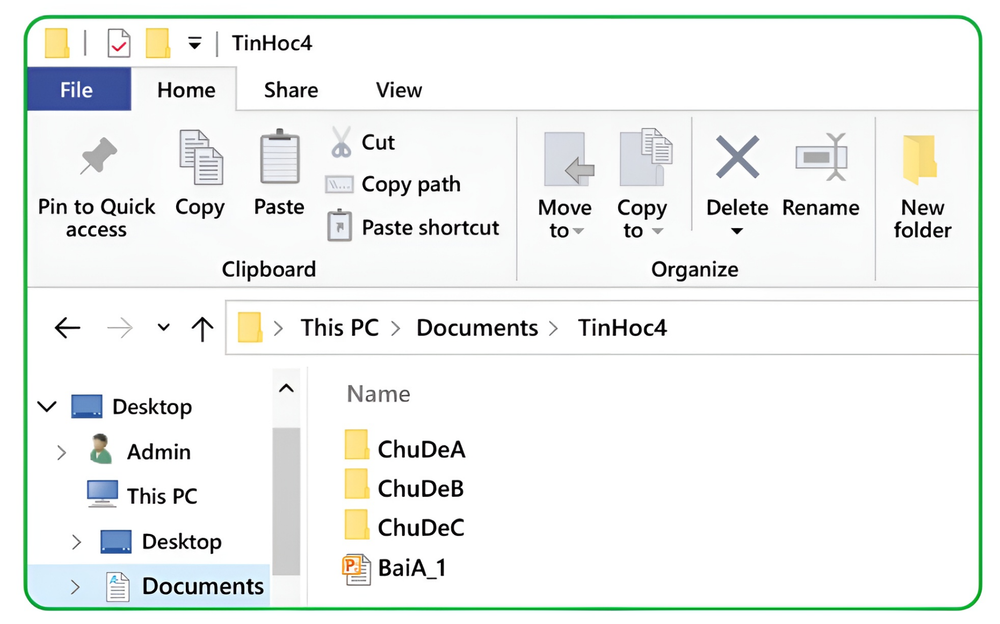 TinHoc4
File Home Share View
Pin to Quick access
Copy
Paste
Cut
Copy path
Paste shortcut
Clipboard
Move to
Copy to
Delete
Rename
Organize
New folder
This PC > Documents > TinHoc4
Desktop
Admin
This PC
Desktop
Documents
Name
ChuDeA
ChuDeB
ChuDeC
BaiA_1